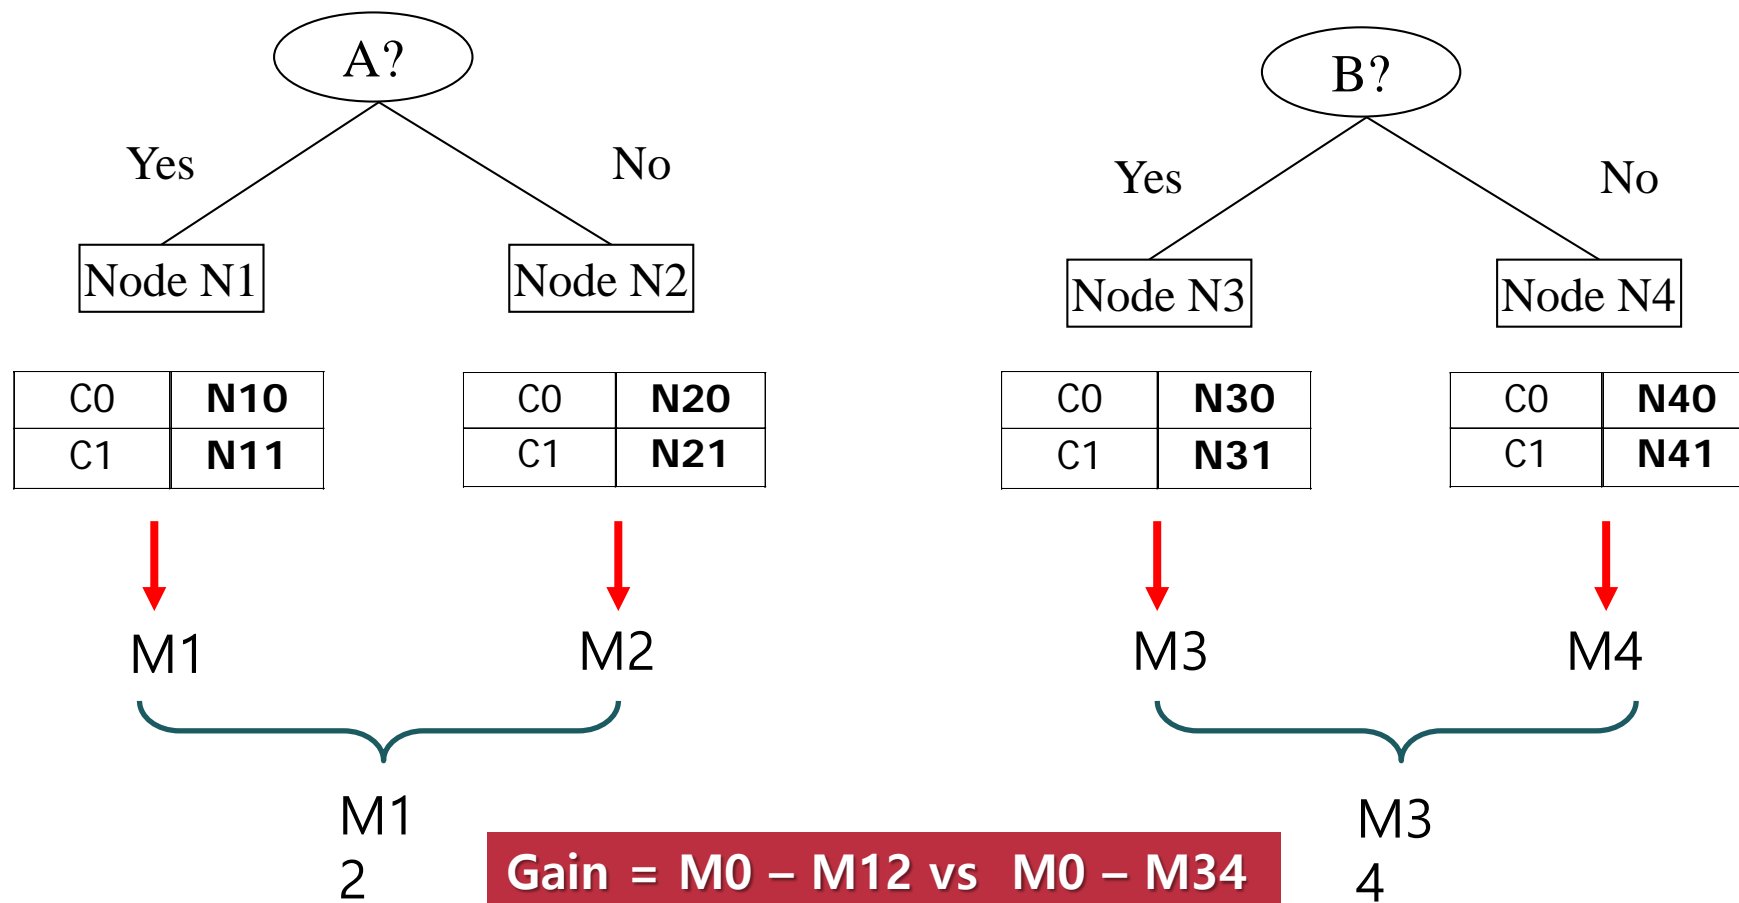 A?
B?
Yes
No
Yes
No
Node N1
Node N2
Node N3
Node N4
C0 N10
C1 N11
C0 N20
C1 N21
C0 N30
C1 N31
C0 N40
C1 N41
M1
M2
M3
M4
M1
2
M3
4
Gain = M0 – M12 vs M0 – M34